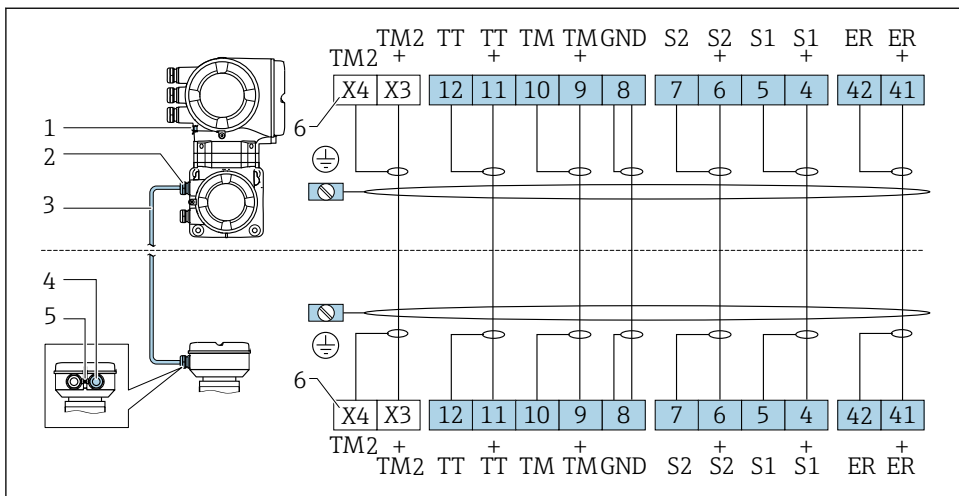 TM2 TT TT TM TM GND S2 S2 S1 S1 ER ER
TM2 + + + + + +
X4 X3 12 11 10 9 8 7 6 5 4 42 41
6
1
2
3
4
5
6
X4 X3 12 11 10 9 8 7 6 5 4 42 41
TM2 + + + + + +
TM2 TT TT TM TM GND S2 S2 S1 S1 ER ER